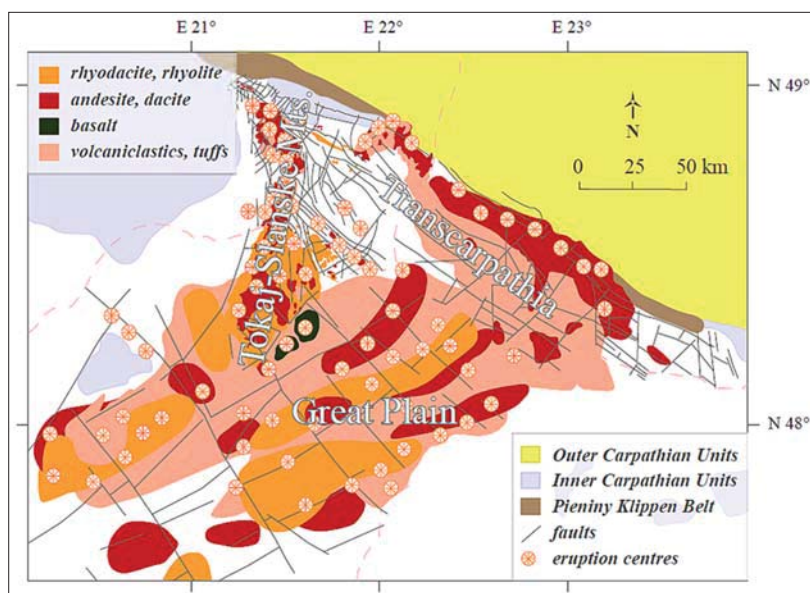 E 21°
E 22°
E 23°
rhyodacite, rhyolite
andesite, dacite
basalt
volcaniclastics, tuffs
N 49°
N
0 25 50 km
Tokaj-Slanske Mts.
Transcarpathia
Great Plain
N 48°
Outer Carpathian Units
Inner Carpathian Units
Pieniny Klippen Belt
faults
eruption centres